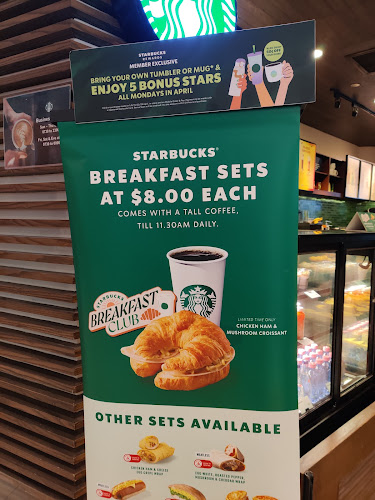 STARBUCKS
REWARDS
MEMBER EXCLUSIVE
BRING YOUR OWN TUMBLER OR MUG* &
ENJOY 5 BONUS STARS
ALL MONDAYS IN APRIL
STARBUCKS®
BREAKFAST SETS
AT $8.00 EACH
COMES WITH A TALL COFFEE,
TILL 11.30AM DAILY.
STARBUCKS
BREAKFAST
CLUB
LIMITED TIME ONLY
CHICKEN HAM &
MUSHROOM CROISSANT
OTHER SETS AVAILABLE
CHICKEN HAM & CHEESE